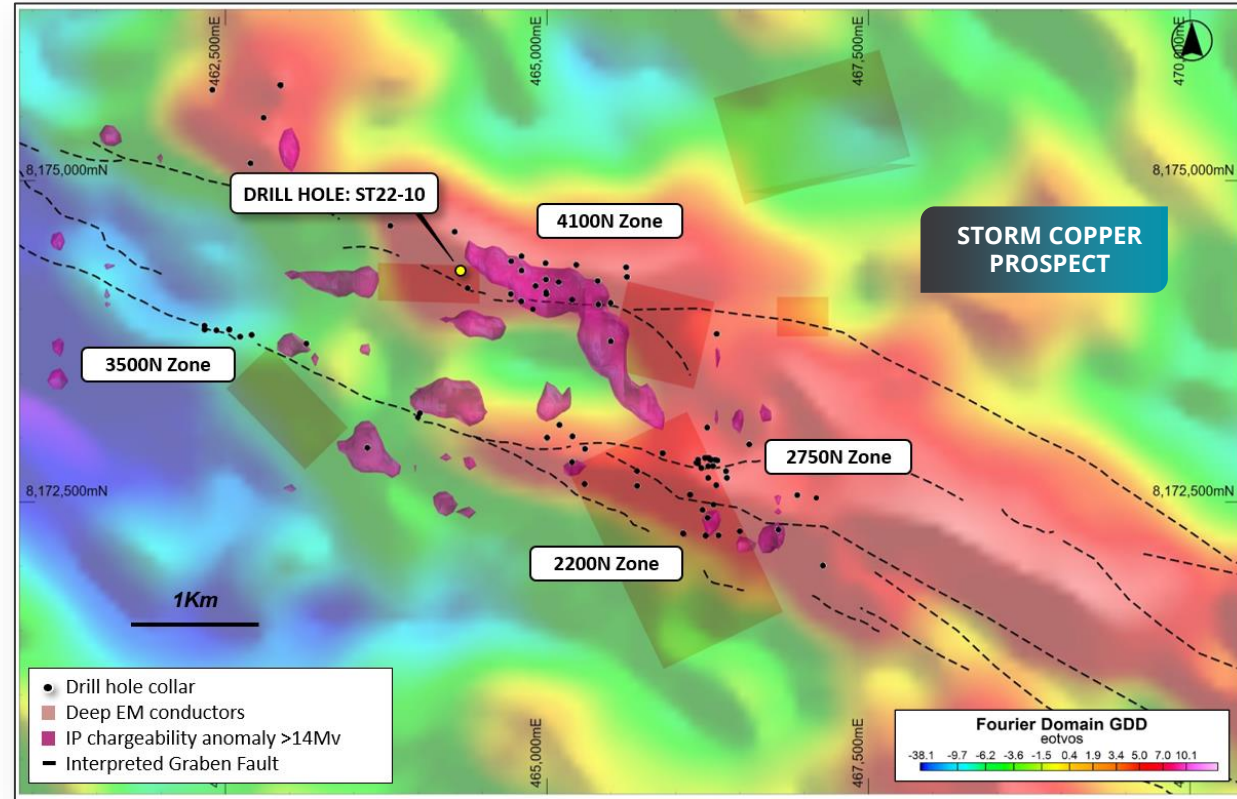 462,500mE
465,000mE
467,500mE
470,
8,175,000mN
8,175,000mN
DRILL HOLE: ST22-10
4100N Zone
STORM COPPER
PROSPECT
3500N Zone
2750N Zone
8,172,500mN
8,172,500mN
2200N Zone
1Km
465,000mE
467,500mE
Drill hole collar
Deep EM conductors
IP chargeability anomaly >14Mv
Interpreted Graben Fault
Fourier Domain GDD
eotvos
-38.1 -9.7 -6.2 -3.6 -1.5 0.4 1.9 3.4 5.0 7.0 10.1